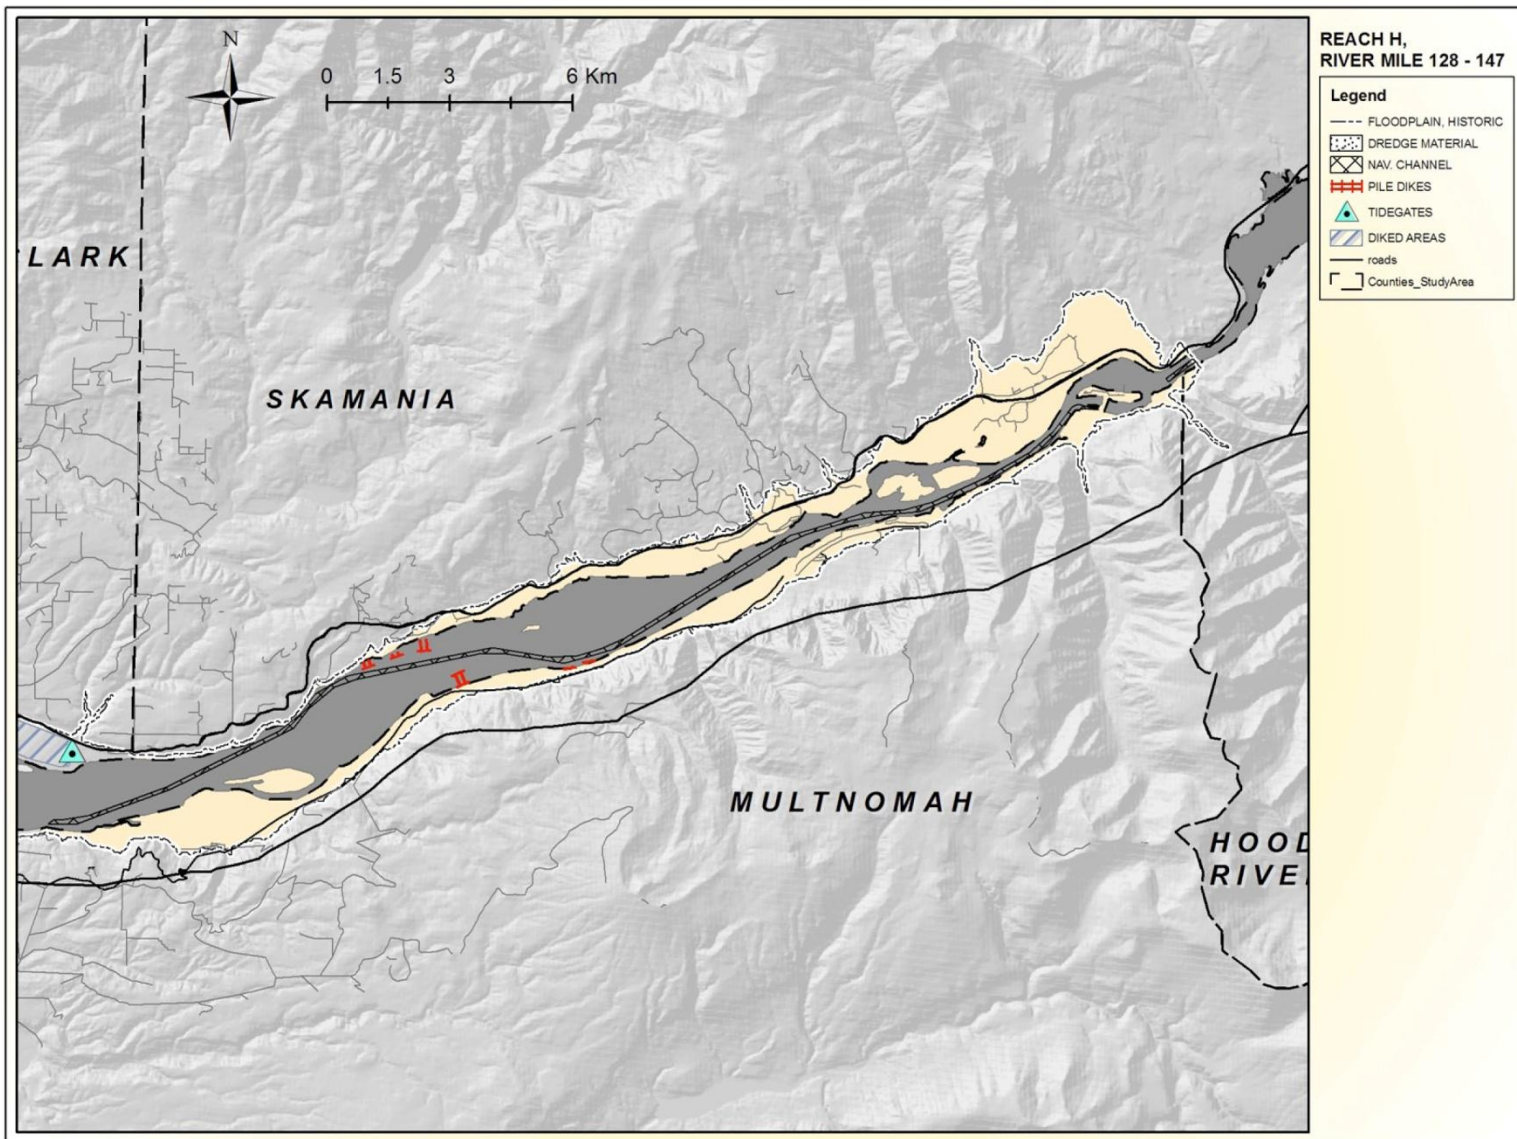 REACH H,
RIVER MILE 128 - 147
N
0 1.5 3 6 Km
Legend
FLOODPLAIN, HISTORIC
DREDGE MATERIAL
NAV. CHANNEL
PILE DIKES
TIDEGATES
DIKED AREAS
roads
Counties_StudyArea
LARK
SKAMANIA
MULTNOMAH
HOOD
RIVE